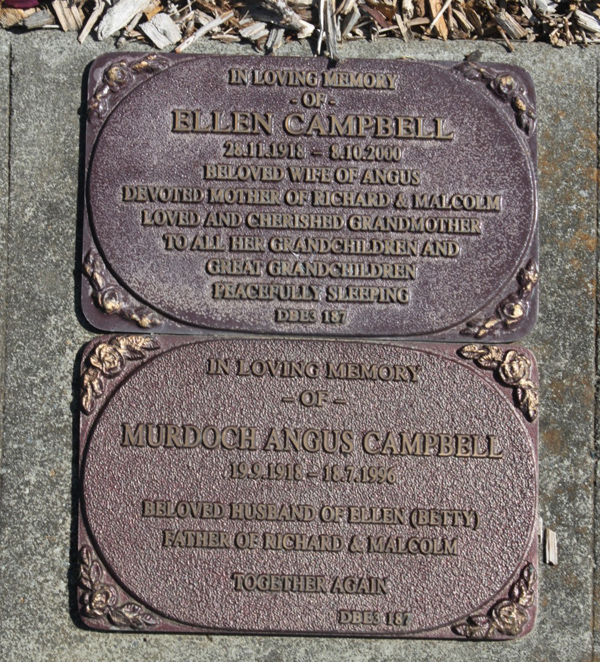 IN LOVING MEMORY
- OF -
ELLEN CAMPBELL
28.11.1918 – 8.10.2000
BELOVED WIFE OF ANGUS
DEVOTED MOTHER OF RICHARD & MALCOLM
LOVED AND CHERISHED GRANDMOTHER
TO ALL HER GRANDCHILDREN AND
GREAT GRANDCHILDREN
PEACEFULLY SLEEPING
DBE3 187
IN LOVING MEMORY
– OF –
MURDOCH ANGUS CAMPBELL
19.9.1918 – 18.7.1996
BELOVED HUSBAND OF ELLEN (BETTY)
FATHER OF RICHARD & MALCOLM
TOGETHER AGAIN
DBE3 187